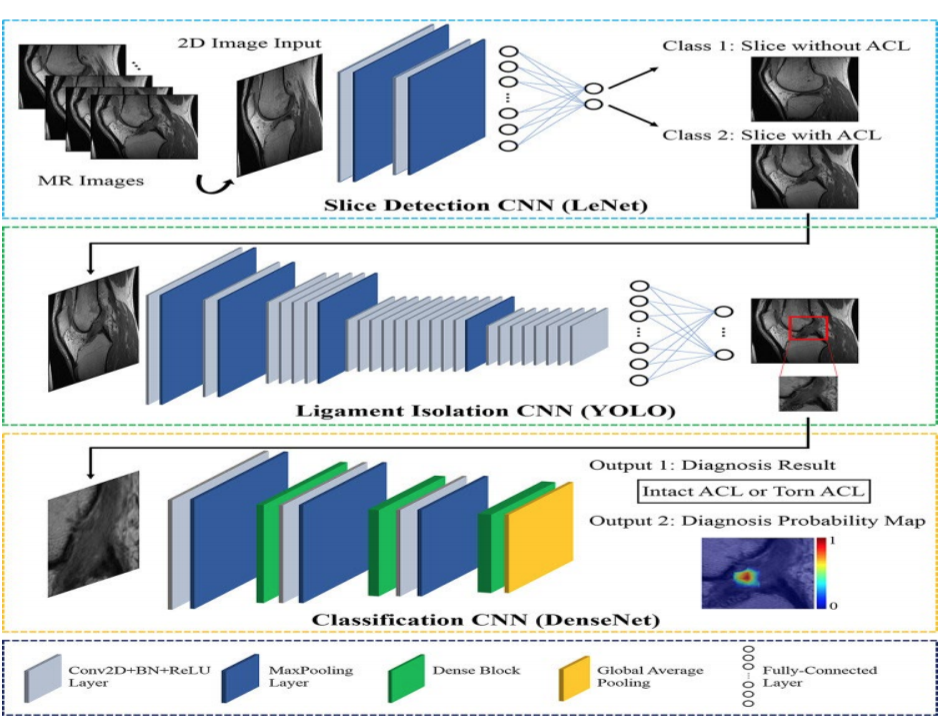 2D Image Input
MR Images
Class 1: Slice without ACL
Class 2: Slice with ACL
Slice Detection CNN (LeNet)
Ligament Isolation CNN (YOLO)
Output 1: Diagnosis Result
Intact ACL or Torn ACL
Output 2: Diagnosis Probability Map
1
0
Classification CNN (DenseNet)
Conv2D+BN+ReLU
Layer
MaxPooling
Layer
Dense Block
Global Average
Pooling
Fully-Connected
Layer